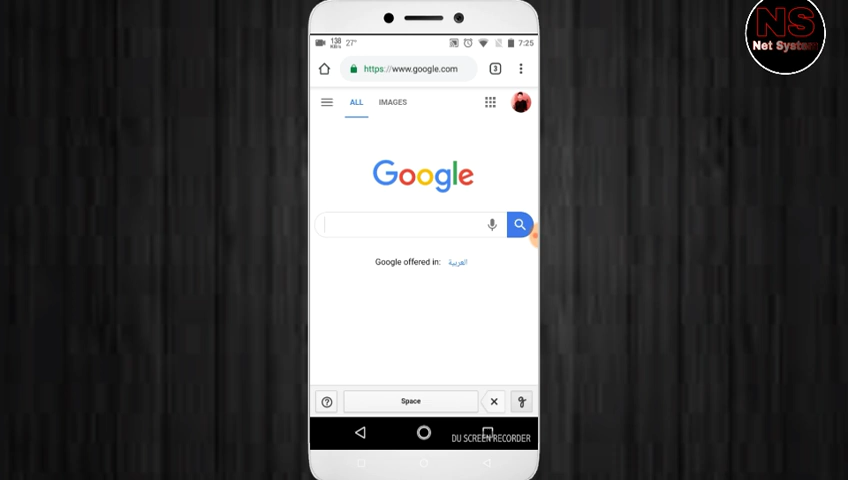 NS
Net System
138
KB/s
27°
7:25
https://www.google.com
3
ALL
IMAGES
Google
Google offered in: العربية
Space
DU SCREEN RECORDER